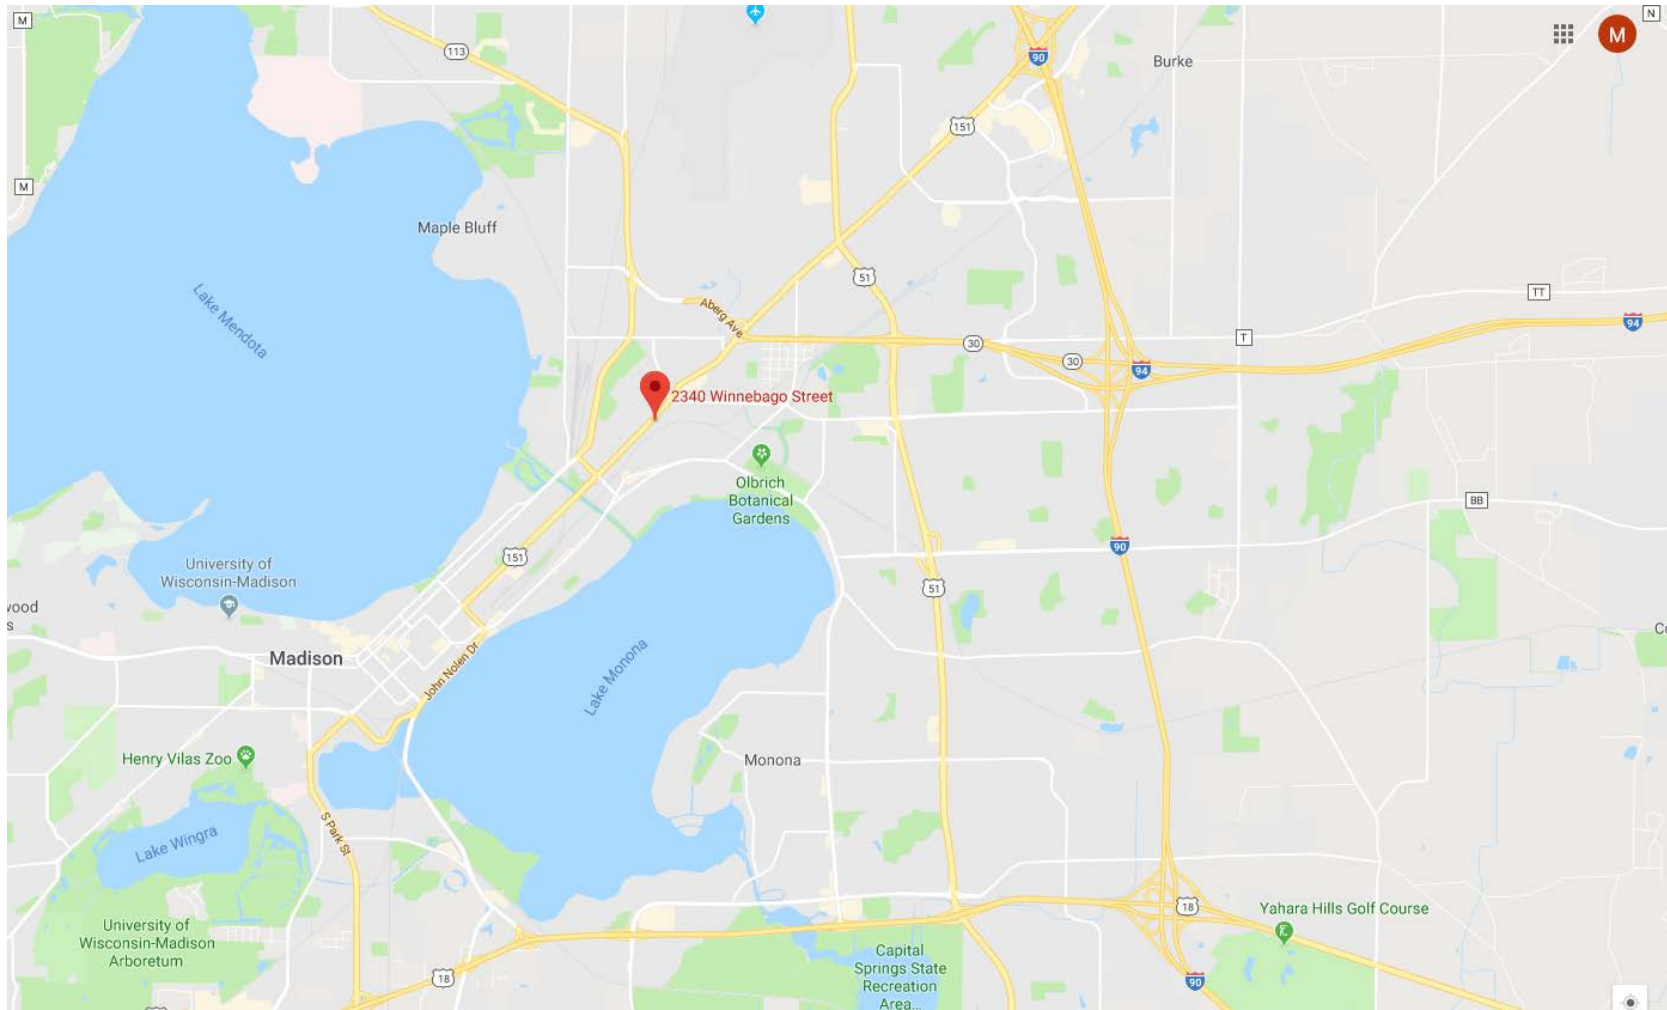 M
N
M
113
90
Burke
151
M
Maple Bluff
51
TT
Lake Mendota
Aberg Ave
94
30
T
30
94
2340 Winnebago Street
Olbrich
Botanical
Gardens
BB
90
151
University of
Wisconsin-Madison
51
Madison
John Nolen Dr
Lake Monona
Henry Vilas Zoo
Monona
S Park St
Lake Wingra
University of
Wisconsin-Madison
Arboretum
18
Yahara Hills Golf Course
Capital
Springs State
Recreation
Area...
18
90